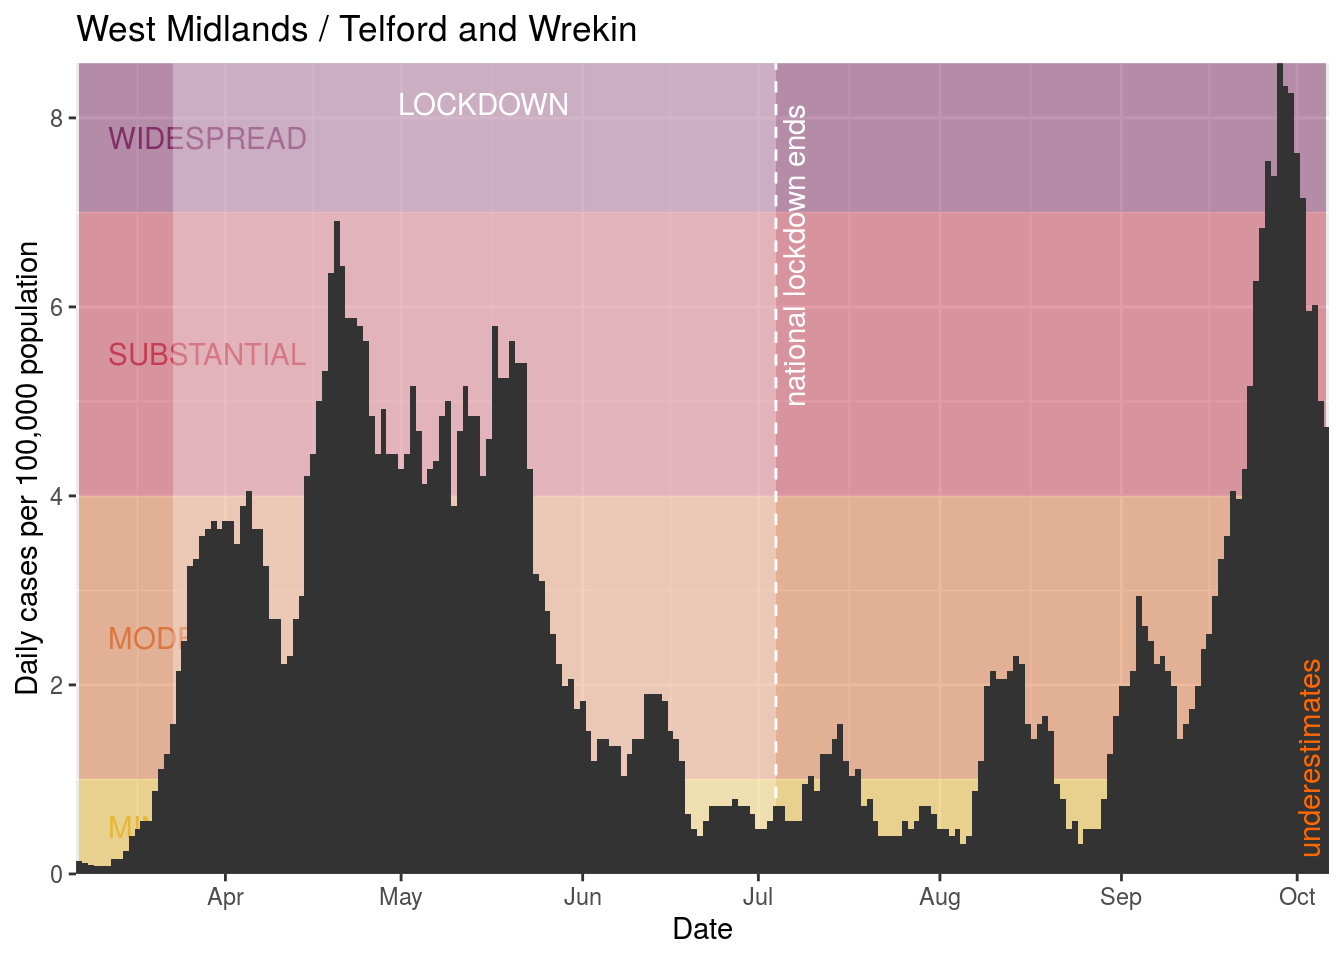 West Midlands / Telford and Wrekin
Daily cases per 100,000 population
8
6
4
2
0
LOCKDOWN
WIDESPREAD
SUBSTANTIAL
national lockdown ends
underestimates
Apr
May
Jun
Jul
Aug
Sep
Oct
Date